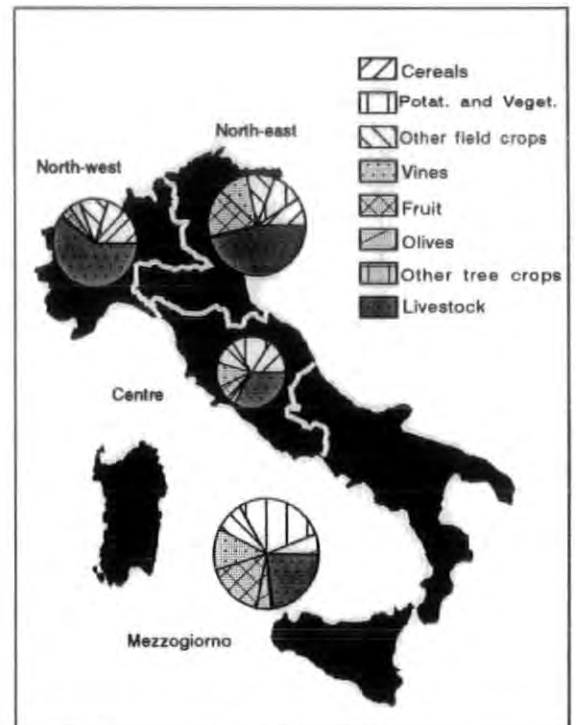 Cereals
Potat. and Veget.
Other field crops
Vines
Fruit
Olives
Other tree crops
Livestock
North-east
North-west
Centre
Mezzogiorno